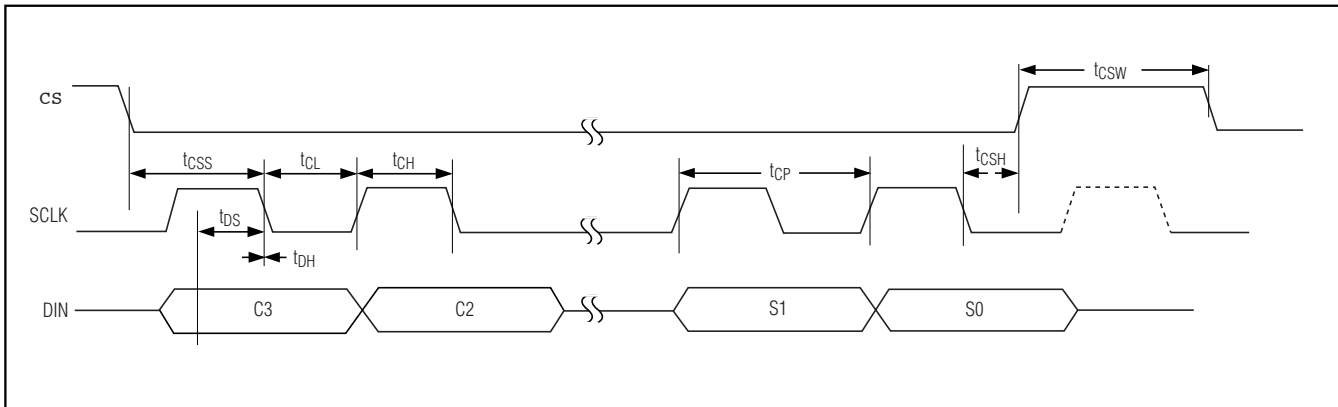 tCSW
CS
tCSS
tCL
tCH
tCP
tCSH
SCLK
tDS
tDH
DIN
C3
C2
S1
S0